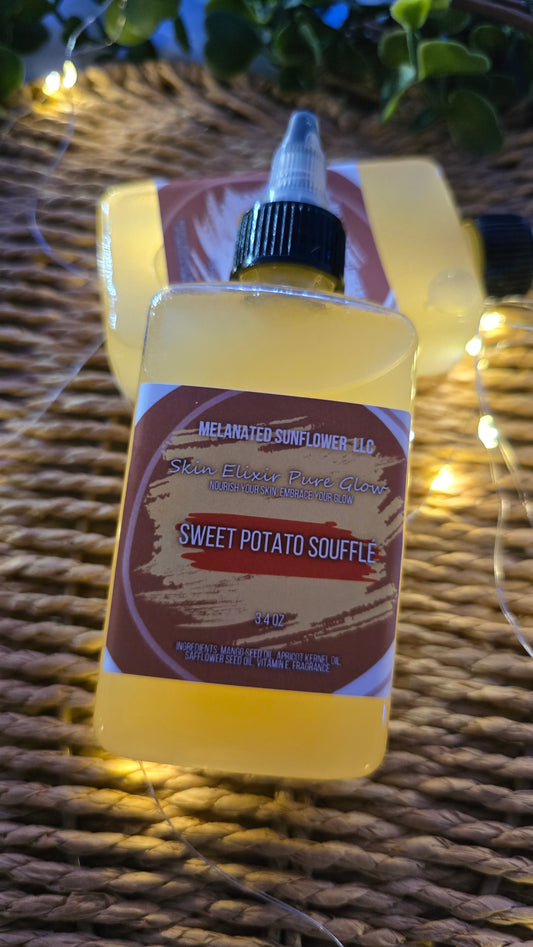 MELANATED SUNFLOWER LLC
Skin Elixir Pure Glow
NOURISH YOUR SKIN, EMBRACE YOUR GLOW
SWEET POTATO SOUFFLÉ
3.4 OZ
INGREDIENTS: MANGO SEED OIL, APRICOT KERNEL OIL,
SAFFLOWER SEED OIL, VITAMIN E, FRAGRANCE